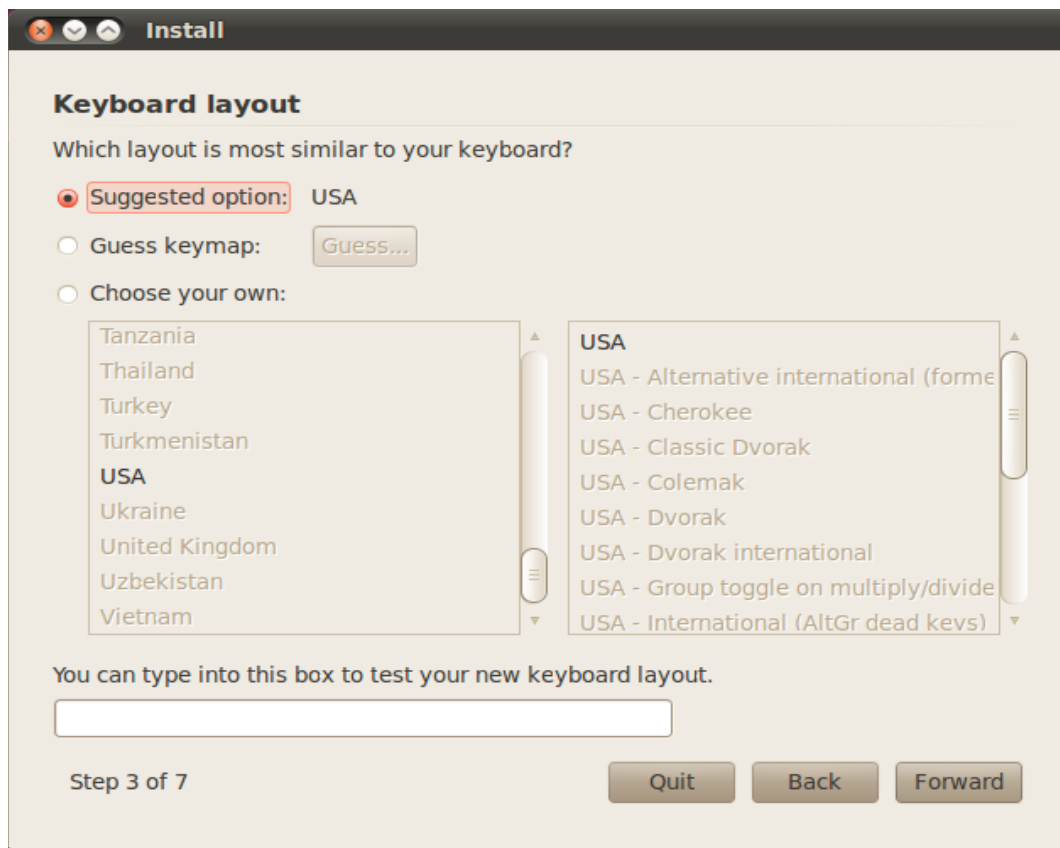 Install
Keyboard layout
Which layout is most similar to your keyboard?
Suggested option: USA
Guess keymap: Guess...
Choose your own:
Tanzania
Thailand
Turkey
Turkmenistan
USA
Ukraine
United Kingdom
Uzbekistan
Vietnam
USA
USA - Alternative international (forme
USA - Cherokee
USA - Classic Dvorak
USA - Colemak
USA - Dvorak
USA - Dvorak international
USA - Group toggle on multiply/divide
USA - International (AltGr dead keys)
You can type into this box to test your new keyboard layout.
Step 3 of 7 Quit Back Forward